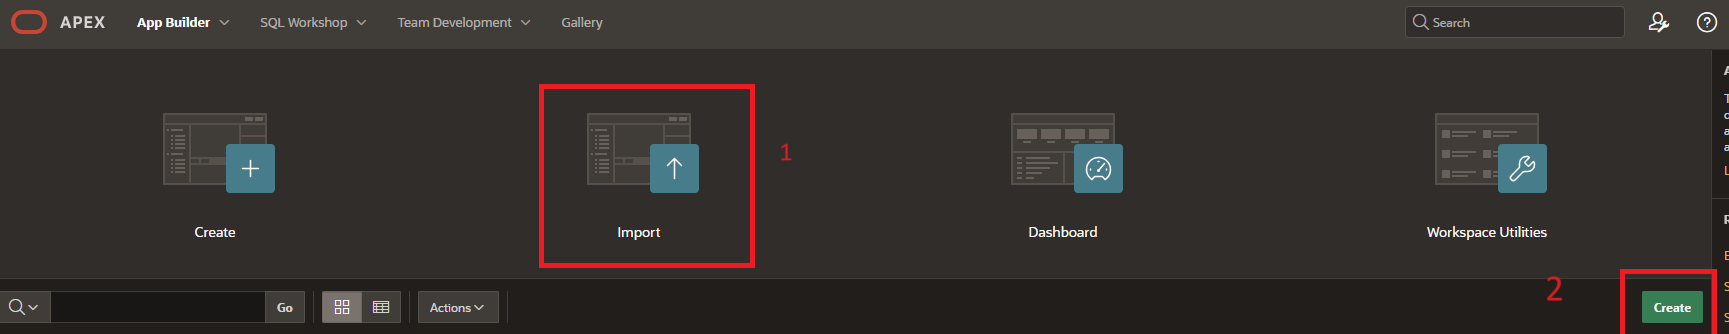 APEX App Builder SQL Workshop Team Development Gallery Search
1
Create Import Dashboard Workspace Utilities
2
Go Actions Create